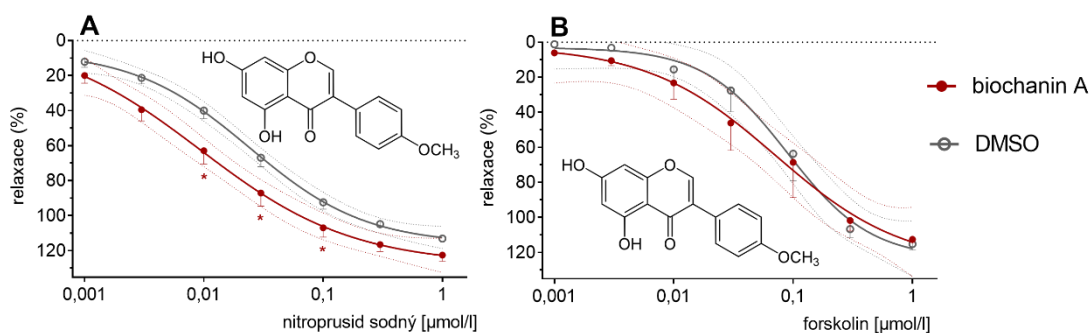 A
relaxace (%)
0
20
40
60
80
100
120
HO
O
OH
O
OCH3
*
*
*
0,001
0,01
0,1
1
nitroprusid sodný [µmol/l]
B
relaxace (%)
0
20
40
60
80
100
120
HO
O
OH
O
OCH3
0,001
0,01
0,1
1
forskolin [µmol/l]
biochanin A
DMSO